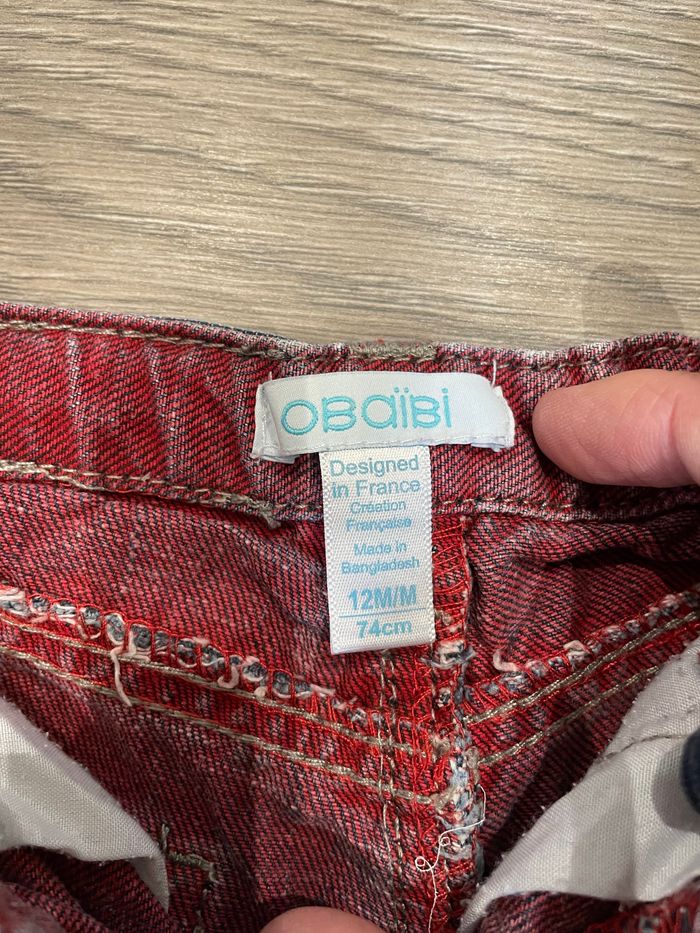 OBaïBi
Designed
in France
Création
Française
Made in
Bangladesh
12M/M
74cm